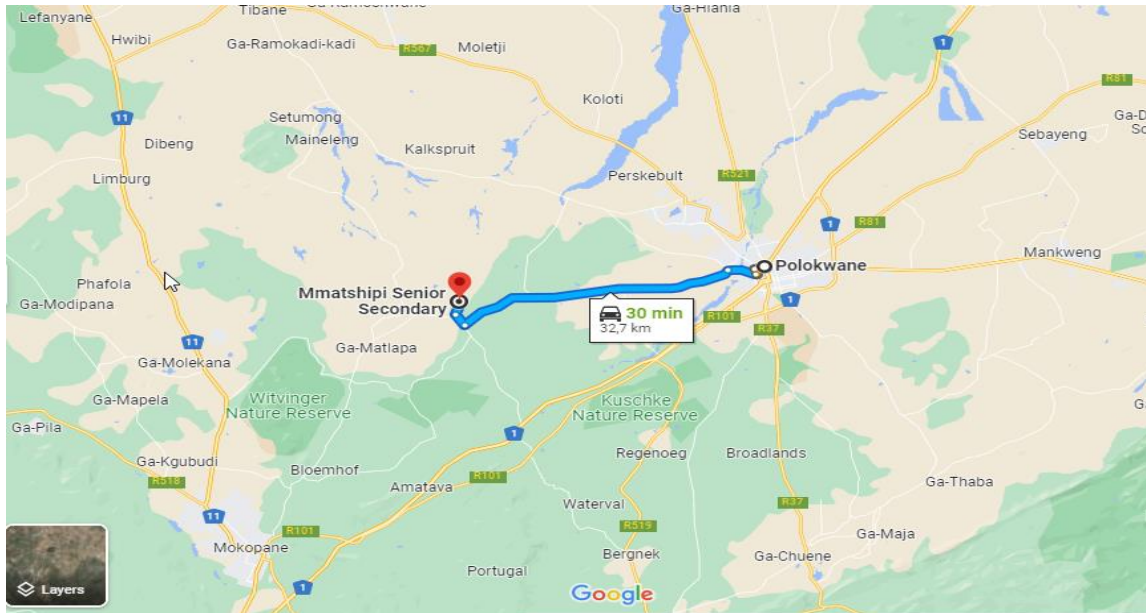 Lefenyane
Tibane
Ga-Hlahla
Hwibi
Ga-Ramokadi-kadi
R567
Moletji
1
R81
11
Setumong
Koloti
Ga-D
Dibeng
Maineleng
Kalkspruit
Sebayeng
Limburg
Perskebult
R521
1
R81
Phafola
Mankweng
Ga-Modipana
Mmatshipi Senior
Secondary
Polokwane
30 min
32,7 km
R101
1
R37
11
Ga-Matlapa
Ga-Molekana
Ga-Mapela
Witvinger
Nature Reserve
Kuschke
Nature Reserve
Ga-Pila
1
Ga-Kgubudi
Regenoeg
Broadlands
R518
Bloemhof
Amatava
R101
Ga-Thaba
11
Waterval
R37
R101
R519
Mokopane
Bergnek
Ga-Maja
Ga-Chuene
Portugal
1
Layers
Google